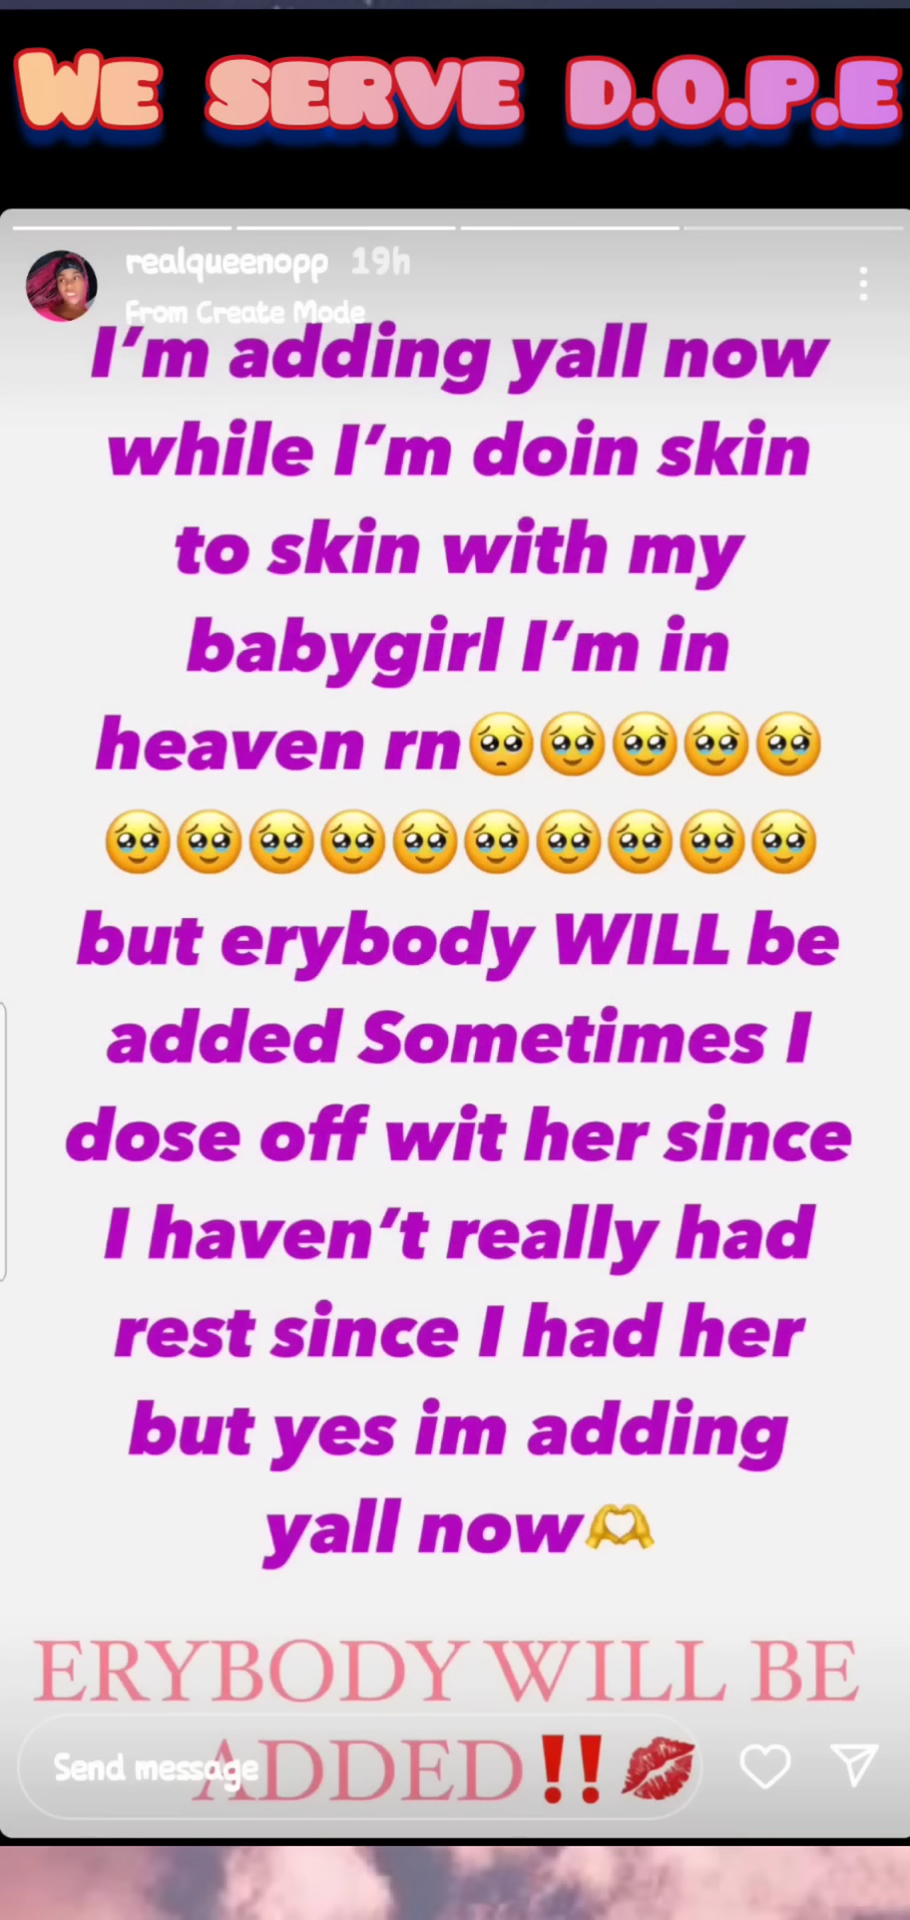 WE SERVE D.O.P.E
realqueenopp 19h
From Create Mode
I'm adding yall now
while I'm doin skin
to skin with my
babygirl I'm in
heaven rn🥺🥹🥹🥹🥹
🥹🥹🥹🥹🥹🥹🥹🥹🥹🥹
but erybody WILL be
added Sometimes I
dose off wit her since
I haven't really had
rest since I had her
but yes im adding
yall now🫶
ERYBODY WILL BE
ADDED‼️💋
Send message